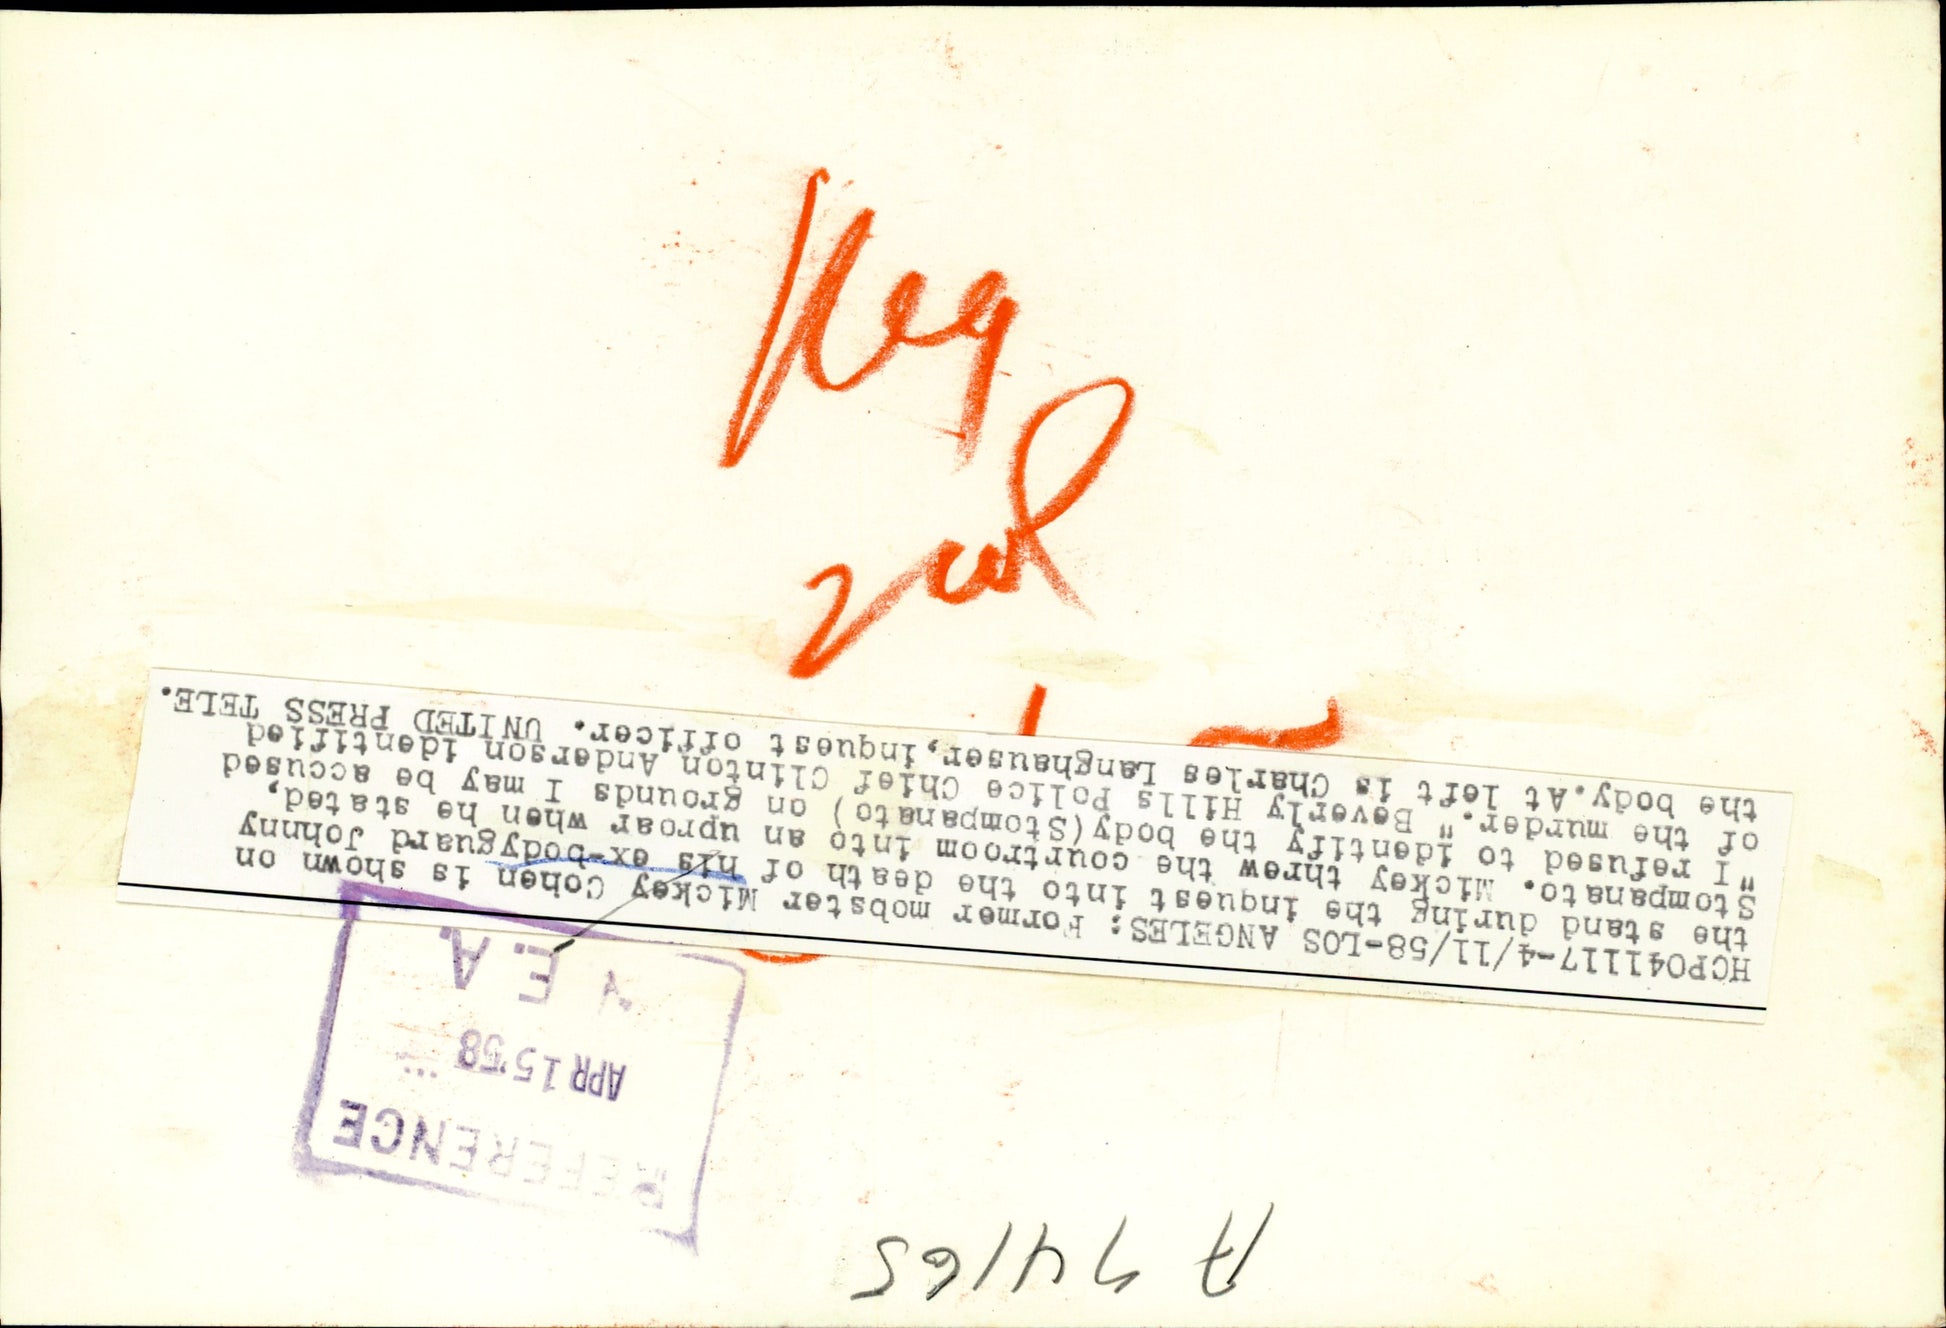 A 74165
REFERENCE
APR 15 '58
N.E.A.
HCP041117-4/11/58-LOS ANGELES: Former mobster Mickey Cohen is shown on
the stand during the inquest into the death of his ex-bodyguard Johnny
Stompanato. Mickey threw the courtroom into an uproar when he stated,
"I refused to identify the body(Stompanato) on grounds I may be accused
of the murder." Beverly Hills Police Chief Clinton Anderson identified
the body.At left is Charles Langhauser,inquest officer. UNITED PRESS TELE.
Neg